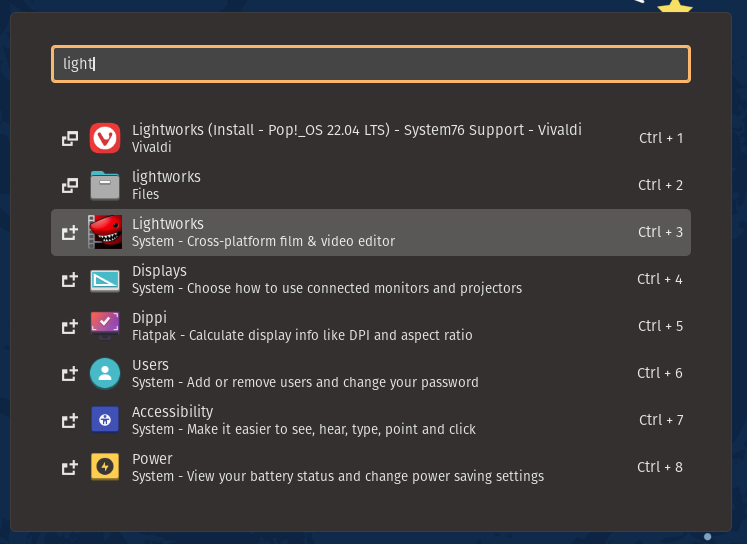 light
Lightworks (Install - Pop!_OS 22.04 LTS) - System76 Support - Vivaldi
Vivaldi
Ctrl + 1
lightworks
Files
Ctrl + 2
Lightworks
System - Cross-platform film & video editor
Ctrl + 3
Displays
System - Choose how to use connected monitors and projectors
Ctrl + 4
Dippi
Flatpak - Calculate display info like DPI and aspect ratio
Ctrl + 5
Users
System - Add or remove users and change your password
Ctrl + 6
Accessibility
System - Make it easier to see, hear, type, point and click
Ctrl + 7
Power
System - View your battery status and change power saving settings
Ctrl + 8